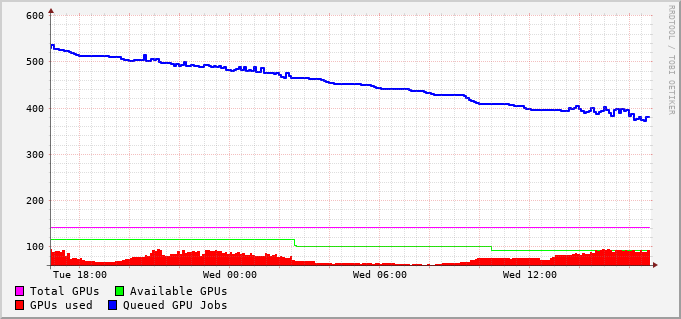 600
500
400
300
200
100
Tue 18:00 Wed 00:00 Wed 06:00 Wed 12:00
Total GPUs Available GPUs
GPUs used Queued GPU Jobs
RRDTOOL / TOBI OETIKER